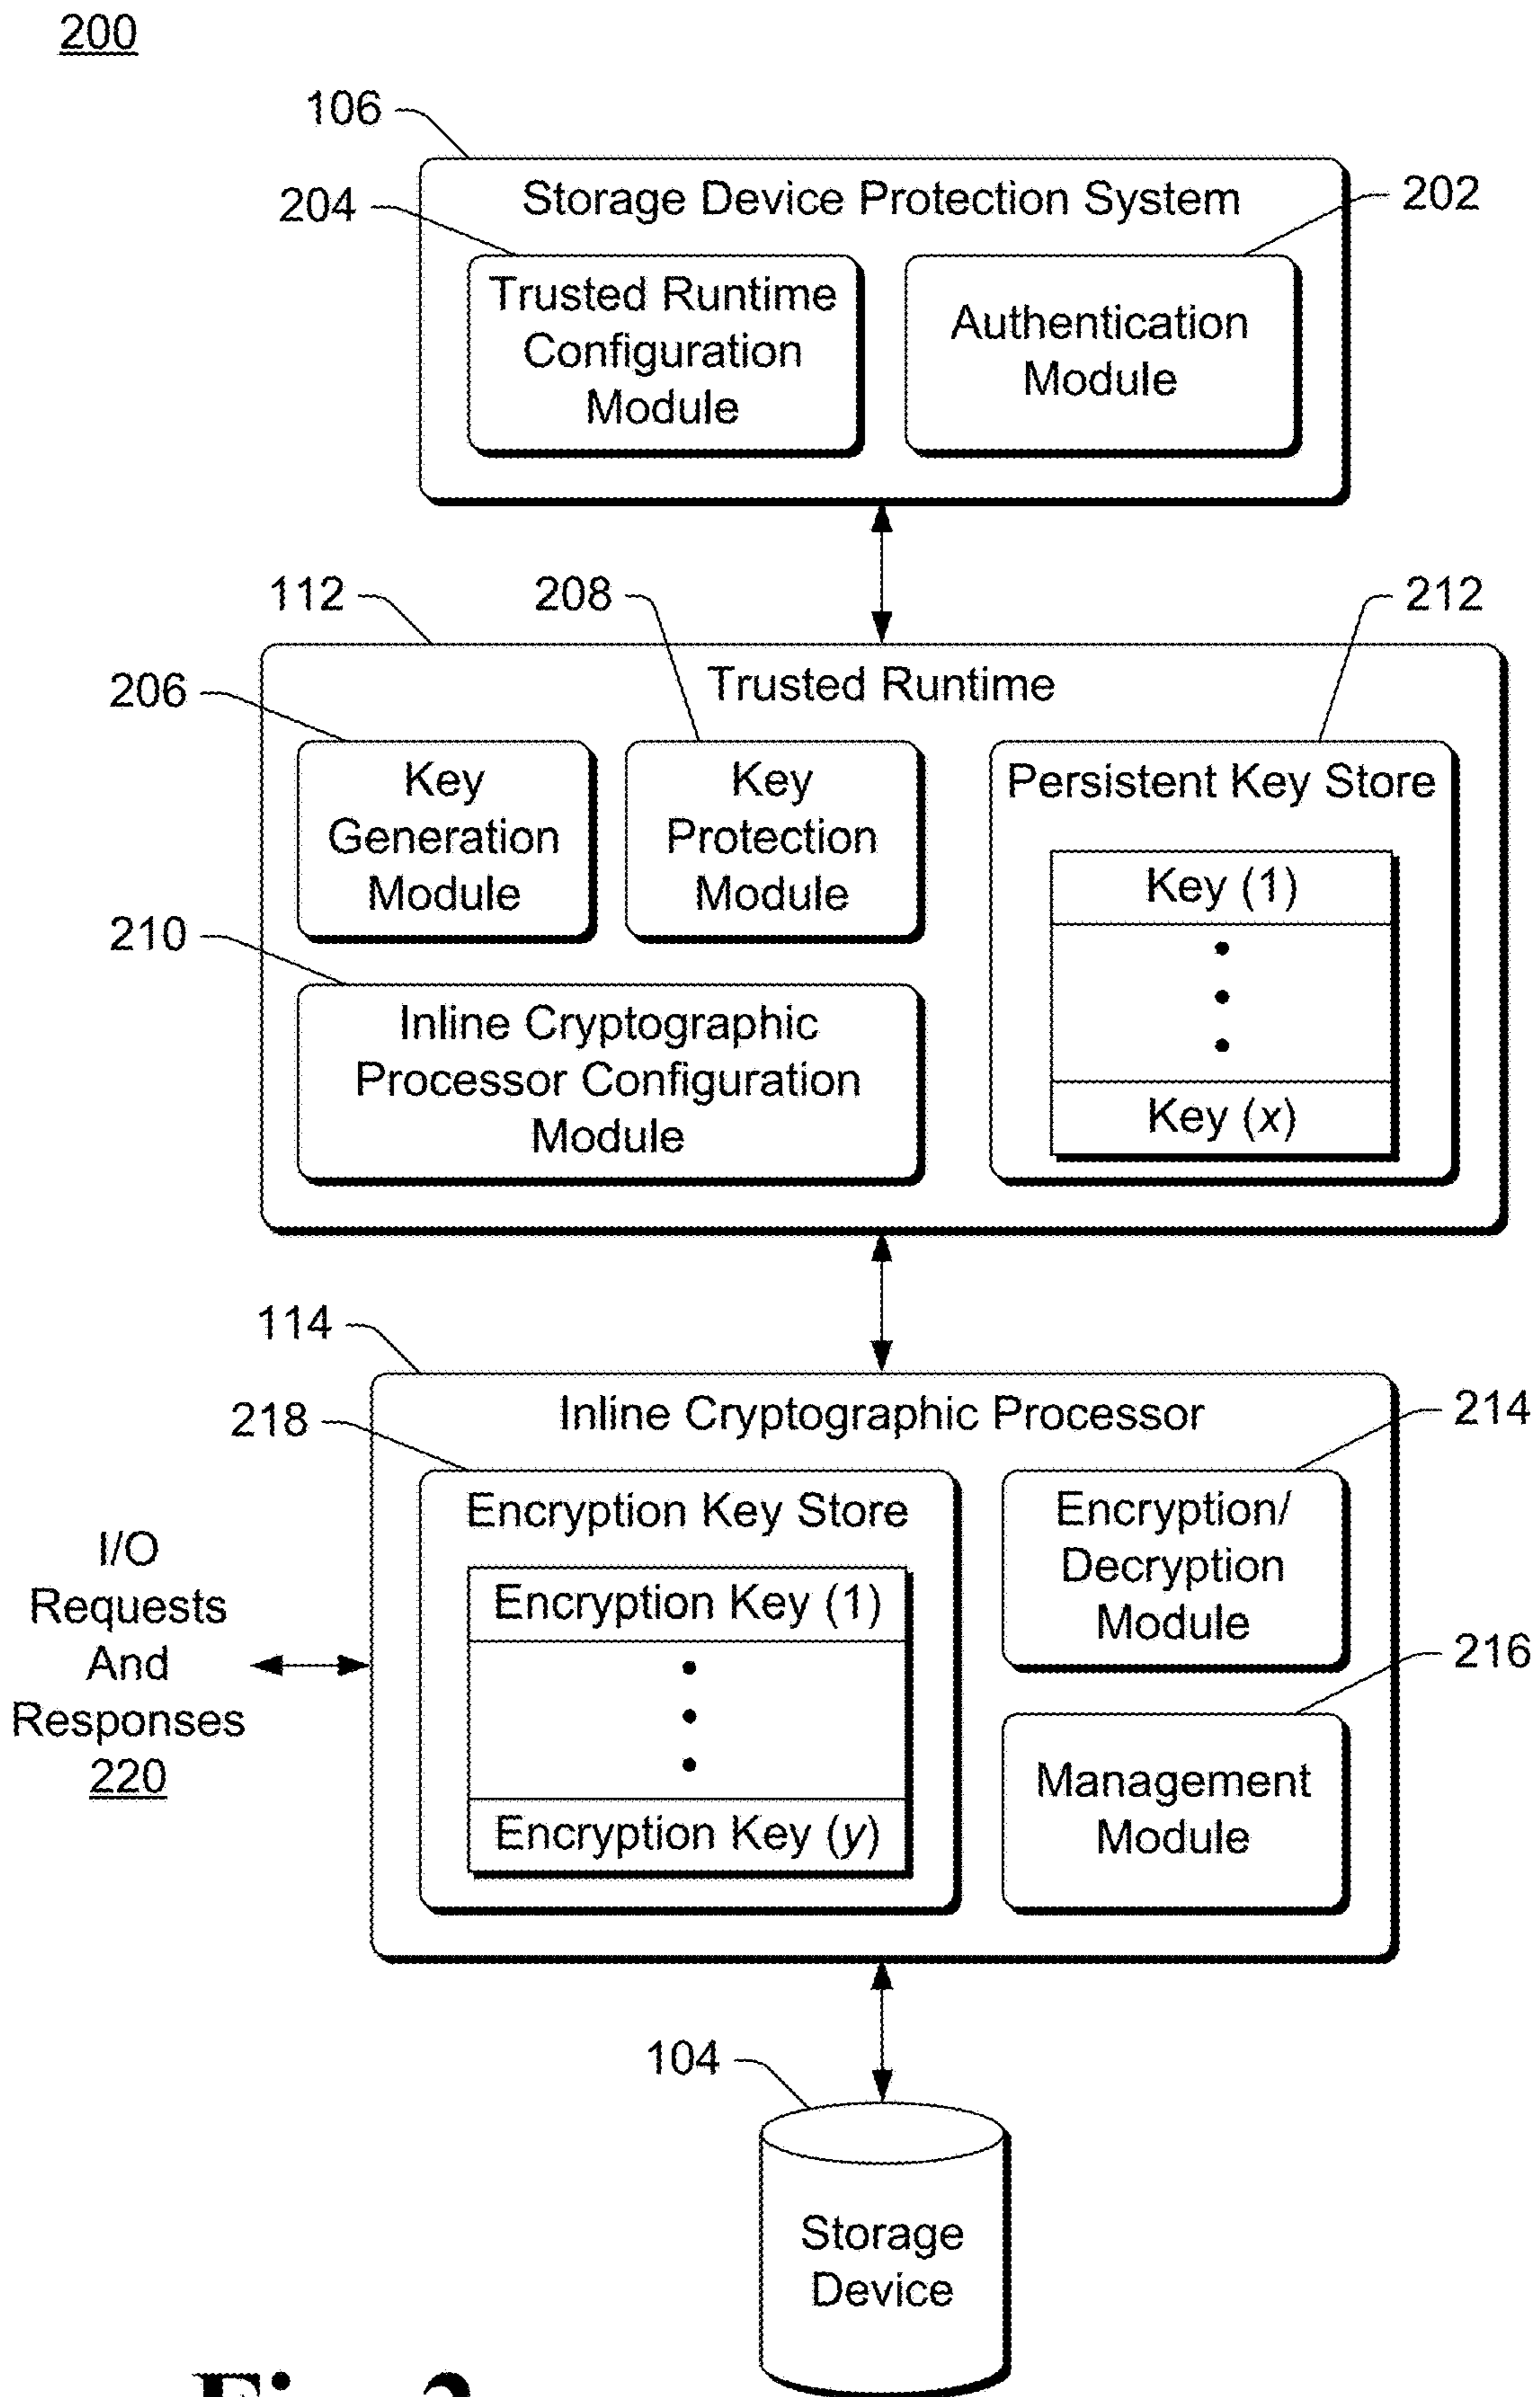 200
106
Storage Device Protection System
204
202
Trusted Runtime
Configuration
Module
Authentication
Module
112
208
212
Trusted Runtime
206
Key
Generation
Module
Key
Protection
Module
Persistent Key Store
Key (1)
Key (x)
210
Inline Cryptographic
Processor Configuration
Module
114
Inline Cryptographic Processor
218
214
Encryption Key Store
Encryption Key (1)
Encryption Key (y)
Encryption/
Decryption
Module
216
Management
Module
I/O
Requests
And
Responses
220
104
Storage
Device
Fig. 2